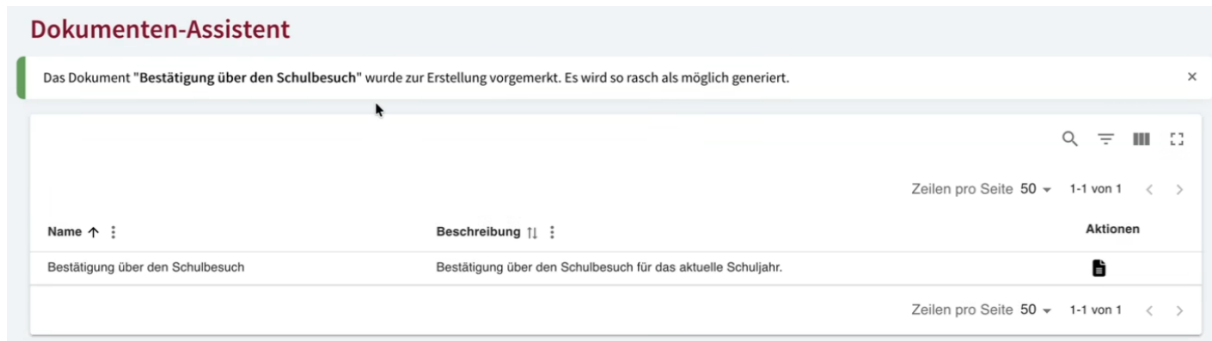 Dokumenten-Assistent
Das Dokument "Bestätigung über den Schulbesuch" wurde zur Erstellung vorgemerkt. Es wird so rasch als möglich generiert.
Zeilen pro Seite 50 1-1 von 1
Name Beschreibung Aktionen
Bestätigung über den Schulbesuch Bestätigung über den Schulbesuch für das aktuelle Schuljahr.
Zeilen pro Seite 50 1-1 von 1